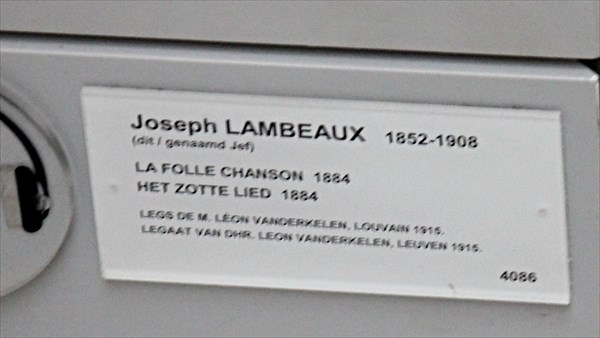 Joseph LAMBEAUX 1852-1908
(dit / genaamd Jef)
LA FOLLE CHANSON 1884
HET ZOTTE LIED 1884
LEGS DE M. LÉON VANDERKELEN, LOUVAIN 1915.
LEGAAT VAN DHR. LEON VANDERKELEN, LEUVEN 1915.
4086